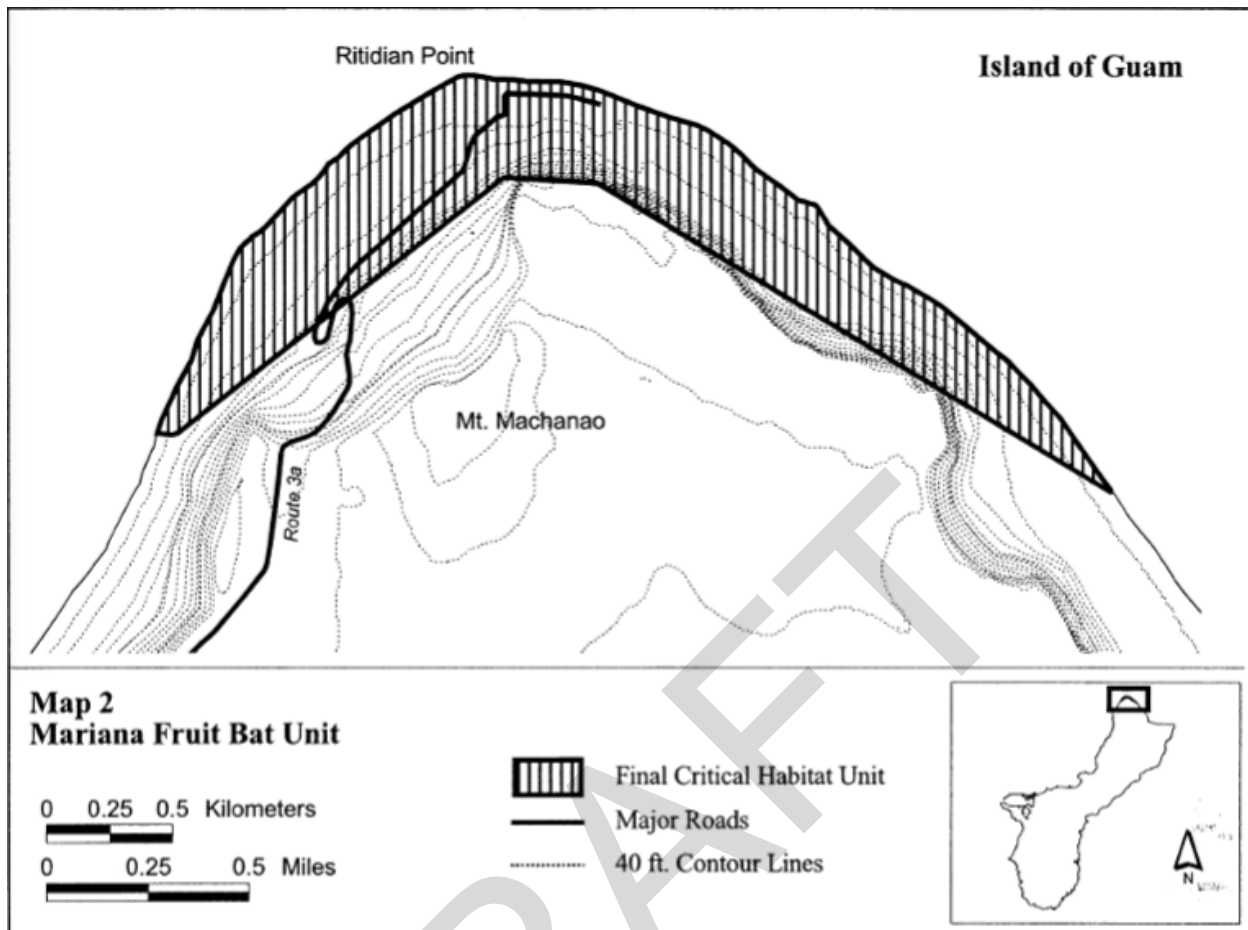 Ritidian Point
Island of Guam
Mt. Machanao
Route 3a
Map 2
Mariana Fruit Bat Unit
0 0.25 0.5 Kilometers
0 0.25 0.5 Miles
Final Critical Habitat Unit
Major Roads
40 ft. Contour Lines
N
DRAFT